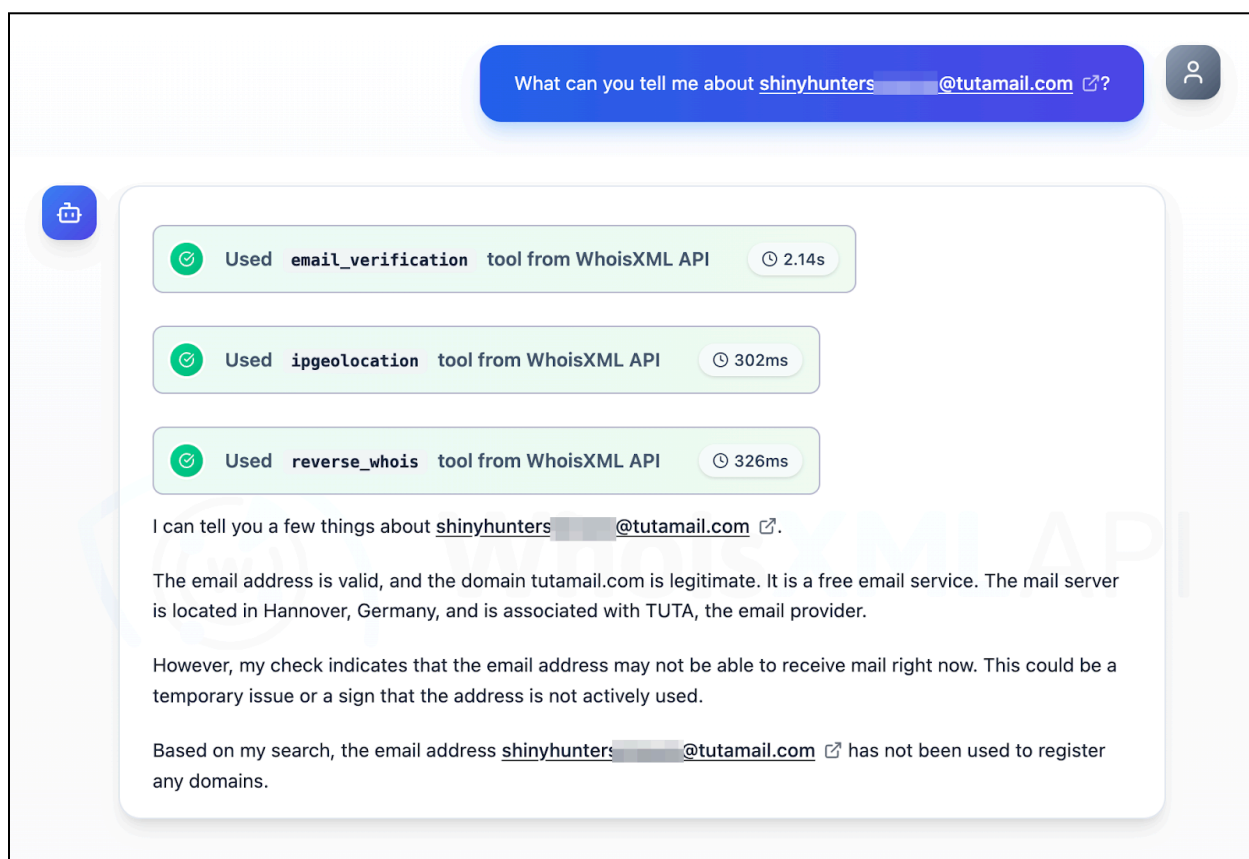 What can you tell me about shinyhunters @tutamail.com ?
Used email_verification tool from WhoisXML API 2.14s
Used ipgeolocation tool from WhoisXML API 302ms
Used reverse_whois tool from WhoisXML API 326ms
I can tell you a few things about shinyhunters @tutamail.com .
The email address is valid, and the domain tutamail.com is legitimate. It is a free email service. The mail server
is located in Hannover, Germany, and is associated with TUTA, the email provider.
However, my check indicates that the email address may not be able to receive mail right now. This could be a
temporary issue or a sign that the address is not actively used.
Based on my search, the email address shinyhunters @tutamail.com has not been used to register
any domains.
WhoisXML API